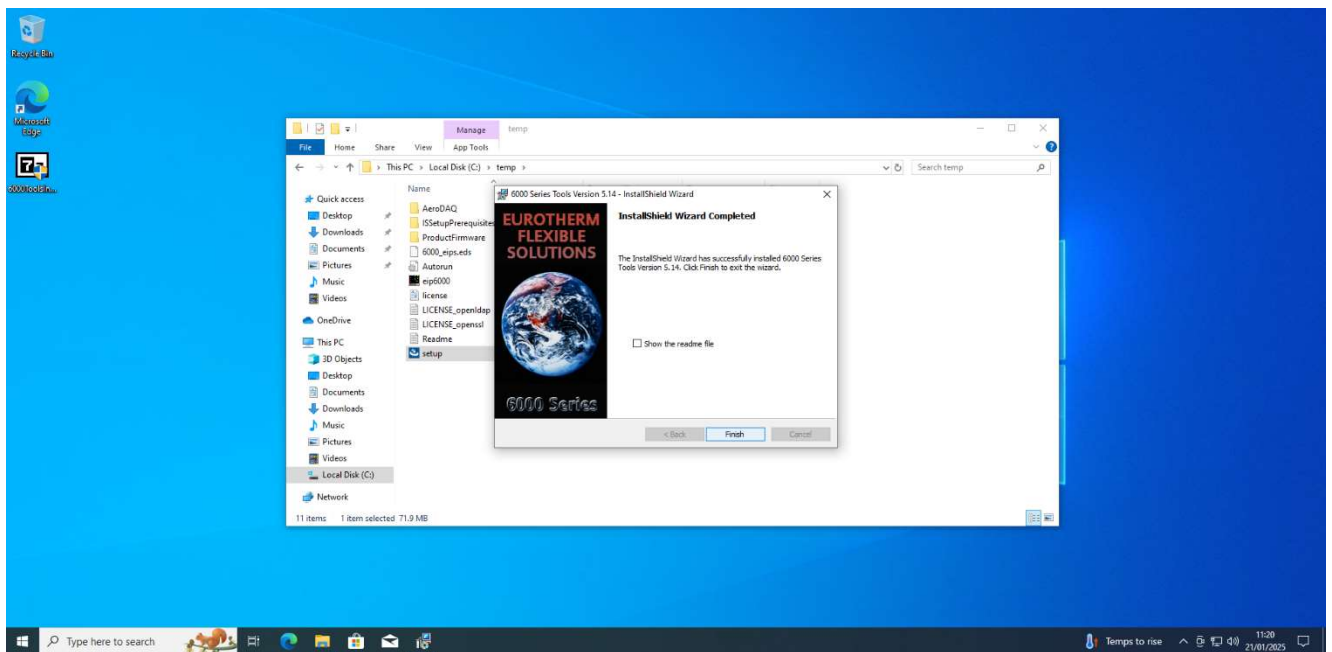 Recycle Bin
Microsoft
Edge
6000Toolsin...
Manage
temp
File
Home
Share
View
App Tools
This PC > Local Disk (C:) > temp >
Search temp
Quick access
Desktop
Downloads
Documents
Pictures
Music
Videos
OneDrive
This PC
3D Objects
Desktop
Documents
Downloads
Music
Pictures
Videos
Local Disk (C:)
Network
Name
AeroDAQ
ISSetupPrerequisites
ProductFirmware
6000_eips.eds
Autorun
eip6000
license
LICENSE_openldap
LICENSE_openssl
Readme
setup
11 items
1 item selected 71.9 MB
6000 Series Tools Version 5.14 - InstallShield Wizard
EUROTHERM
FLEXIBLE
SOLUTIONS
6000 Series
InstallShield Wizard Completed
The InstallShield Wizard has successfully installed 6000 Series
Tools Version 5.14. Click Finish to exit the wizard.
Show the readme file
< Back
Finish
Cancel
Type here to search
Temps to rise
11:20
21/01/2025